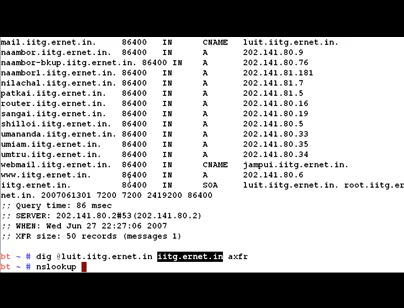 mail.iitg.ernet.in. 86400 IN CNAME luit.iitg.ernet.in.
naambor.iitg.ernet.in. 86400 IN A 202.141.80.9
naambor-bkup.iitg.ernet.in. 86400 IN A 202.141.80.76
naambor1.iitg.ernet.in. 86400 IN A 202.141.81.181
nilachal.iitg.ernet.in. 86400 IN A 202.141.81.7
patkai.iitg.ernet.in. 86400 IN A 202.141.81.5
router.iitg.ernet.in. 86400 IN A 202.141.80.16
sangai.iitg.ernet.in. 86400 IN A 202.141.80.19
shilloi.iitg.ernet.in. 86400 IN A 202.141.80.5
umananda.iitg.ernet.in. 86400 IN A 202.141.80.33
umiam.iitg.ernet.in. 86400 IN A 202.141.80.35
umtru.iitg.ernet.in. 86400 IN A 202.141.80.34
webmail.iitg.ernet.in. 86400 IN CNAME jampui.iitg.ernet.in.
www.iitg.ernet.in. 86400 IN A 202.141.80.6
iitg.ernet.in. 86400 IN SOA luit.iitg.ernet.in. root.iitg.er
net.in. 2007061301 7200 7200 2419200 86400
;; Query time: 86 msec
;; SERVER: 202.141.80.2#53(202.141.80.2)
;; WHEN: Wed Jun 27 22:27:06 2007
;; XFR size: 50 records (messages 1)
bt ~ # dig @luit.iitg.ernet.in iitg.ernet.in axfr
bt ~ # nslookup